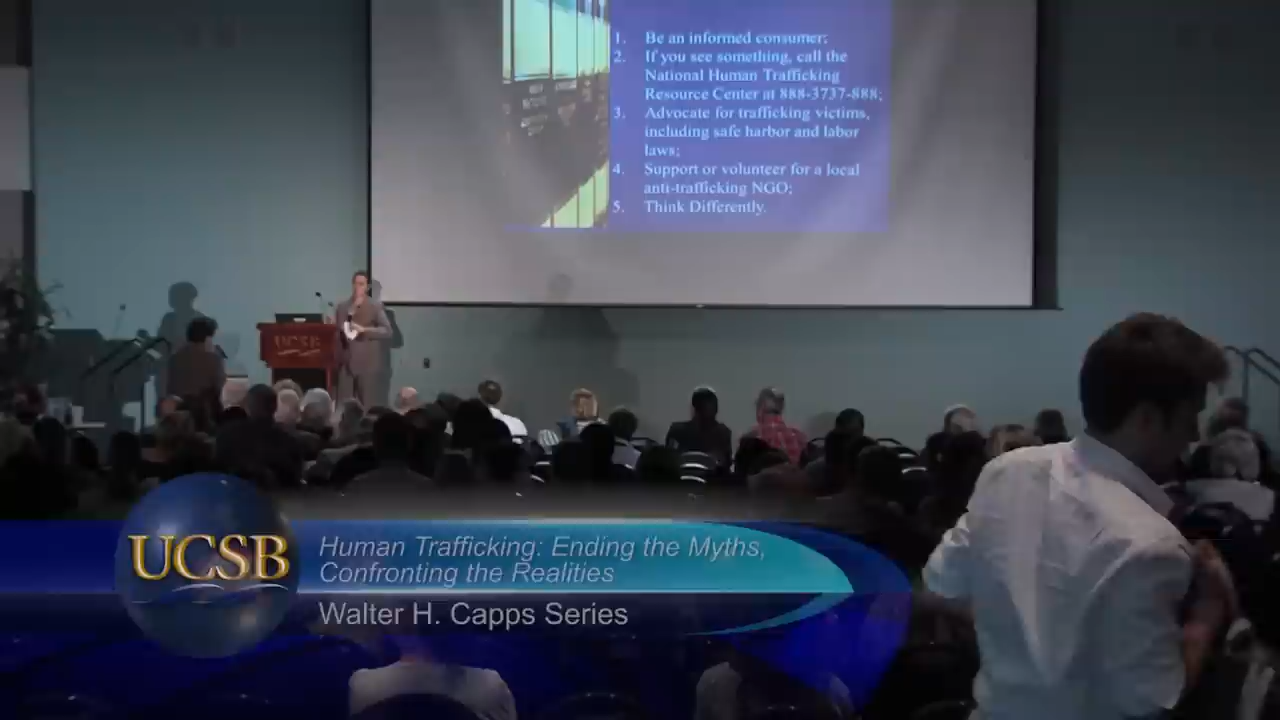 1. Be an informed consumer;
2. If you see something, call the
National Human Trafficking
Resource Center at 888-3737-888;
3. Advocate for trafficking victims,
including safe harbor and labor
laws;
4. Support or volunteer for a local
anti-trafficking NGO;
5. Think Differently.
UCSB
UCSB
Human Trafficking: Ending the Myths,
Confronting the Realities
Walter H. Capps Series